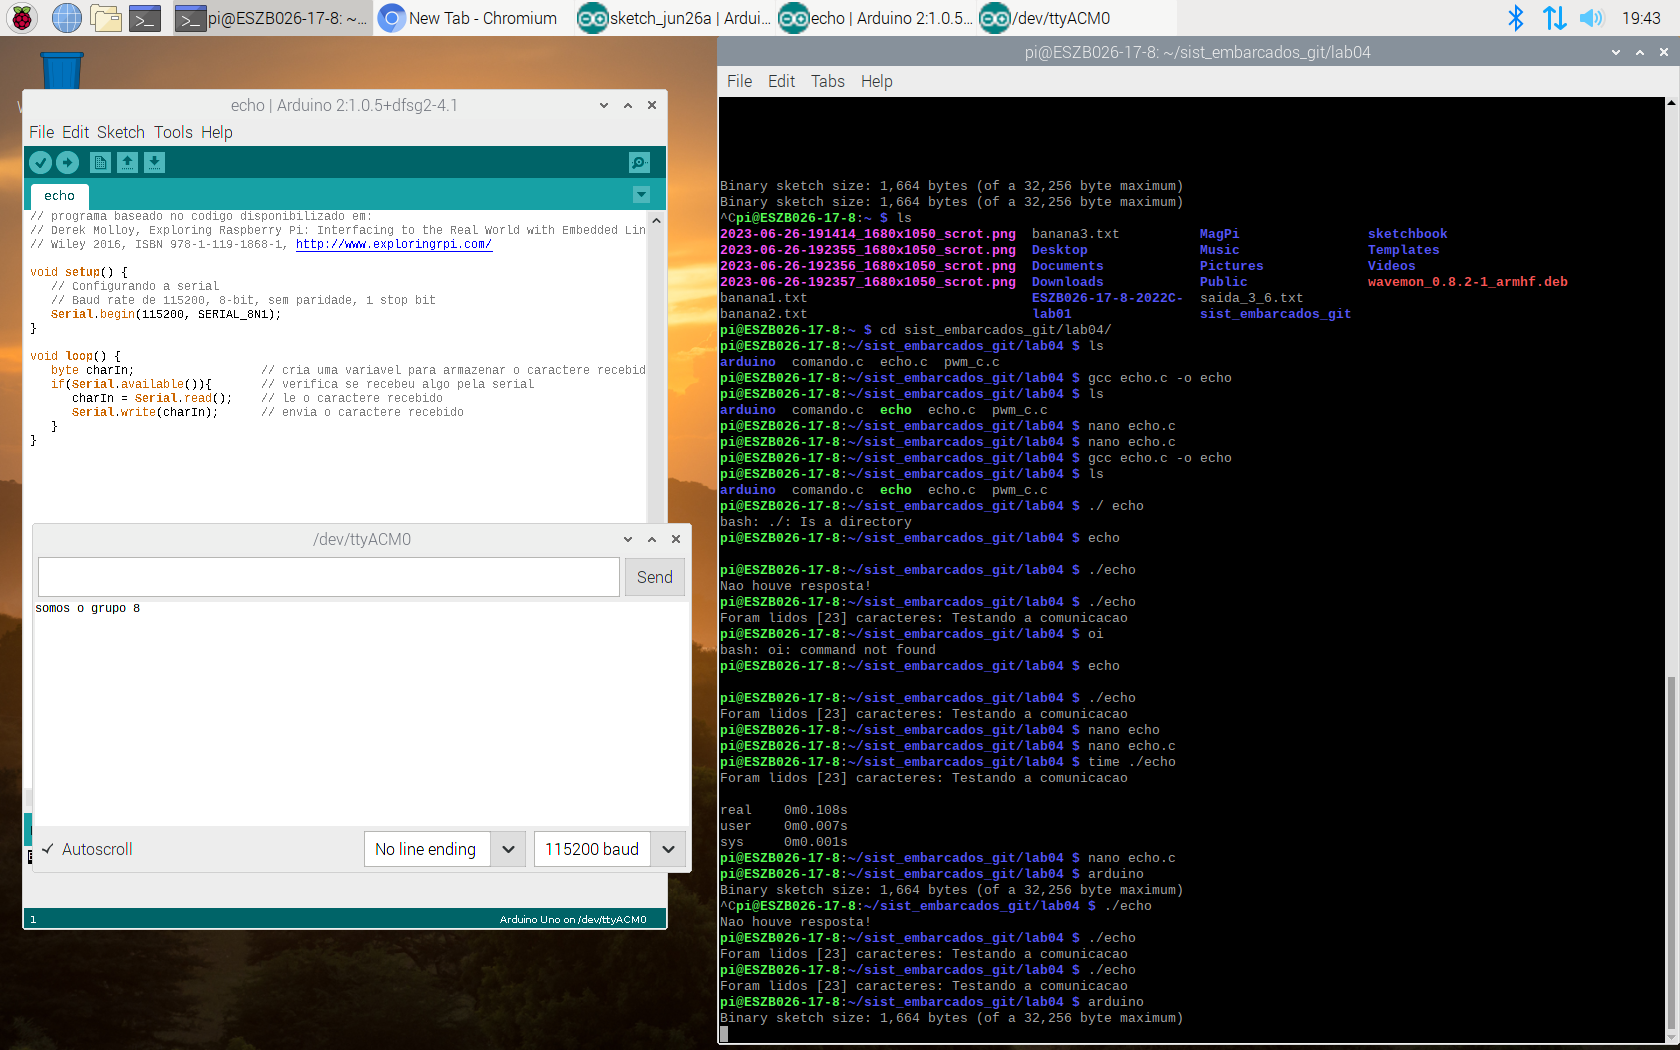 pi@ESZB026-17-8: ~...
New Tab - Chromium
sketch_jun26a | Ardui...
echo | Arduino 2:1.0.5...
/dev/ttyACM0
19:43
echo | Arduino 2:1.0.5+dfsg2-4.1
File Edit Sketch Tools Help
echo
// programa baseado no codigo disponibilizado em:
// Derek Molloy, Exploring Raspberry Pi: Interfacing to the Real World with Embedded Lin
// Wiley 2016, ISBN 978-1-119-1868-1, http://www.exploringrpi.com/
void setup() {
// Configurando a serial
// Baud rate de 115200, 8-bit, sem paridade, 1 stop bit
Serial.begin(115200, SERIAL_8N1);
}
void loop() {
byte charIn; // cria uma variavel para armazenar o caractere recebid
if(Serial.available()){ // verifica se recebeu algo pela serial
charIn = Serial.read(); // le o caractere recebido
Serial.write(charIn); // envia o caractere recebido
}
}
/dev/ttyACM0
Send
somos o grupo 8
Autoscroll
No line ending
115200 baud
1
Arduino Uno on /dev/ttyACM0
pi@ESZB026-17-8: ~/sist_embarcados_git/lab04
File Edit Tabs Help
Binary sketch size: 1,664 bytes (of a 32,256 byte maximum)
Binary sketch size: 1,664 bytes (of a 32,256 byte maximum)
^Cpi@ESZB026-17-8:~ $ ls
2023-06-26-191414_1680x1050_scrot.png banana3.txt MagPi sketchbook
2023-06-26-192355_1680x1050_scrot.png Desktop Music Templates
2023-06-26-192356_1680x1050_scrot.png Documents Pictures Videos
2023-06-26-192357_1680x1050_scrot.png Downloads Public wavemon_0.8.2-1_armhf.deb
banana1.txt ESZB026-17-8-2022C- saida_3_6.txt
banana2.txt lab01 sist_embarcados_git
pi@ESZB026-17-8:~ $ cd sist_embarcados_git/lab04/
pi@ESZB026-17-8:~/sist_embarcados_git/lab04 $ ls
arduino comando.c echo.c pwm_c.c
pi@ESZB026-17-8:~/sist_embarcados_git/lab04 $ gcc echo.c -o echo
pi@ESZB026-17-8:~/sist_embarcados_git/lab04 $ ls
arduino comando.c echo echo.c pwm_c.c
pi@ESZB026-17-8:~/sist_embarcados_git/lab04 $ nano echo.c
pi@ESZB026-17-8:~/sist_embarcados_git/lab04 $ nano echo.c
pi@ESZB026-17-8:~/sist_embarcados_git/lab04 $ gcc echo.c -o echo
pi@ESZB026-17-8:~/sist_embarcados_git/lab04 $ ls
arduino comando.c echo echo.c pwm_c.c
pi@ESZB026-17-8:~/sist_embarcados_git/lab04 $ ./ echo
bash: ./: Is a directory
pi@ESZB026-17-8:~/sist_embarcados_git/lab04 $ echo
pi@ESZB026-17-8:~/sist_embarcados_git/lab04 $ ./echo
Nao houve resposta!
pi@ESZB026-17-8:~/sist_embarcados_git/lab04 $ ./echo
Foram lidos [23] caracteres: Testando a comunicacao
pi@ESZB026-17-8:~/sist_embarcados_git/lab04 $ oi
bash: oi: command not found
pi@ESZB026-17-8:~/sist_embarcados_git/lab04 $ echo
pi@ESZB026-17-8:~/sist_embarcados_git/lab04 $ ./echo
Foram lidos [23] caracteres: Testando a comunicacao
pi@ESZB026-17-8:~/sist_embarcados_git/lab04 $ nano echo
pi@ESZB026-17-8:~/sist_embarcados_git/lab04 $ nano echo.c
pi@ESZB026-17-8:~/sist_embarcados_git/lab04 $ time ./echo
Foram lidos [23] caracteres: Testando a comunicacao
real 0m0.108s
user 0m0.007s
sys 0m0.001s
pi@ESZB026-17-8:~/sist_embarcados_git/lab04 $ nano echo.c
pi@ESZB026-17-8:~/sist_embarcados_git/lab04 $ arduino
Binary sketch size: 1,664 bytes (of a 32,256 byte maximum)
^Cpi@ESZB026-17-8:~/sist_embarcados_git/lab04 $ ./echo
Nao houve resposta!
pi@ESZB026-17-8:~/sist_embarcados_git/lab04 $ ./echo
Foram lidos [23] caracteres: Testando a comunicacao
pi@ESZB026-17-8:~/sist_embarcados_git/lab04 $ ./echo
Foram lidos [23] caracteres: Testando a comunicacao
pi@ESZB026-17-8:~/sist_embarcados_git/lab04 $ arduino
Binary sketch size: 1,664 bytes (of a 32,256 byte maximum)